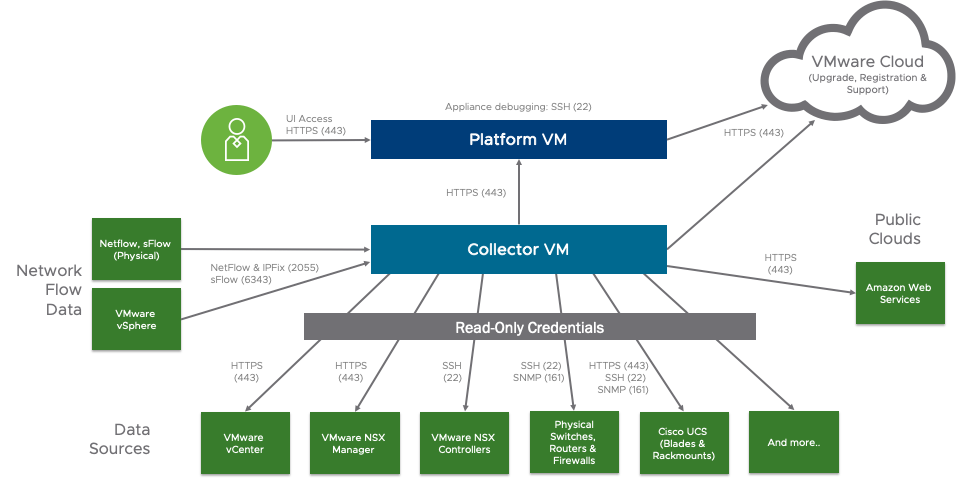 VMware Cloud
(Upgrade, Registration &
Support)
Appliance debugging: SSH (22)
UI Access
HTTPS (443)
Platform VM
HTTPS (443)
HTTPS (443)
Public
Clouds
Netflow, sFlow
(Physical)
Collector VM
Network
Flow
Data
NetFlow & IPFix (2055)
sFlow (6343)
HTTPS
(443)
Amazon Web
Services
VMware
vSphere
Read-Only Credentials
HTTPS
(443)
HTTPS
(443)
SSH
(22)
SSH (22)
SNMP (161)
HTTPS (443)
SSH (22)
SNMP (161)
Data
Sources
VMware
vCenter
VMware NSX
Manager
VMware NSX
Controllers
Physical
Switches,
Routers &
Firewalls
Cisco UCS
(Blades &
Rackmounts)
And more..